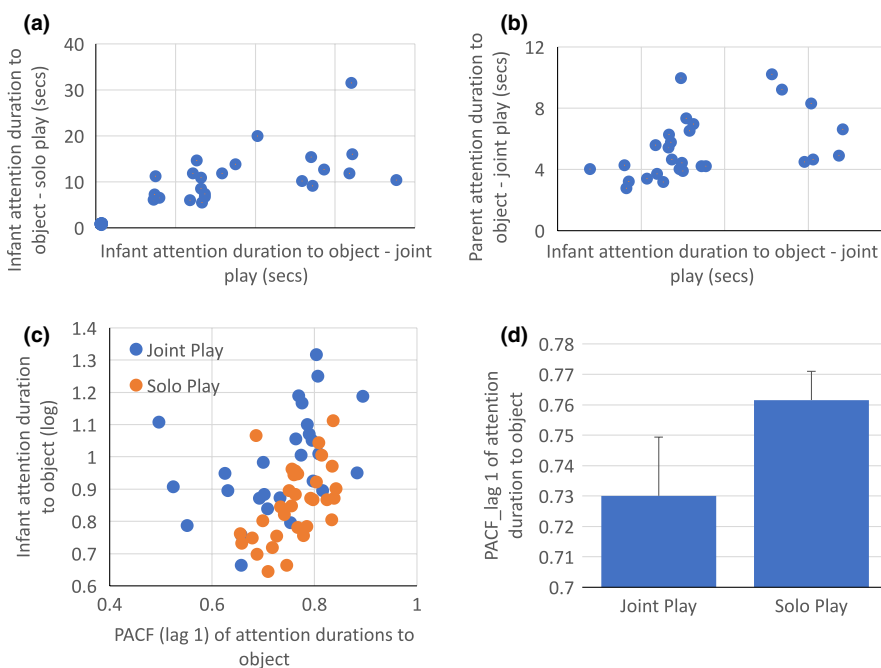 (a)
Infant attention duration to
object - solo play (secs)
40
30
20
10
0
Infant attention duration to object - joint
play (secs)
(b)
Parent attention duration to
object - joint play (secs)
12
8
4
0
Infant attention duration to object - joint
play (secs)
(c)
Infant attention duration
to object (log)
1.4
1.3
1.2
1.1
1
0.9
0.8
0.7
0.6
Joint Play
Solo Play
0.4
0.6
0.8
1
PACF (lag 1) of attention durations to
object
(d)
PACF_lag 1 of attention
duration to object
0.78
0.77
0.76
0.75
0.74
0.73
0.72
0.71
0.7
Joint Play
Solo Play